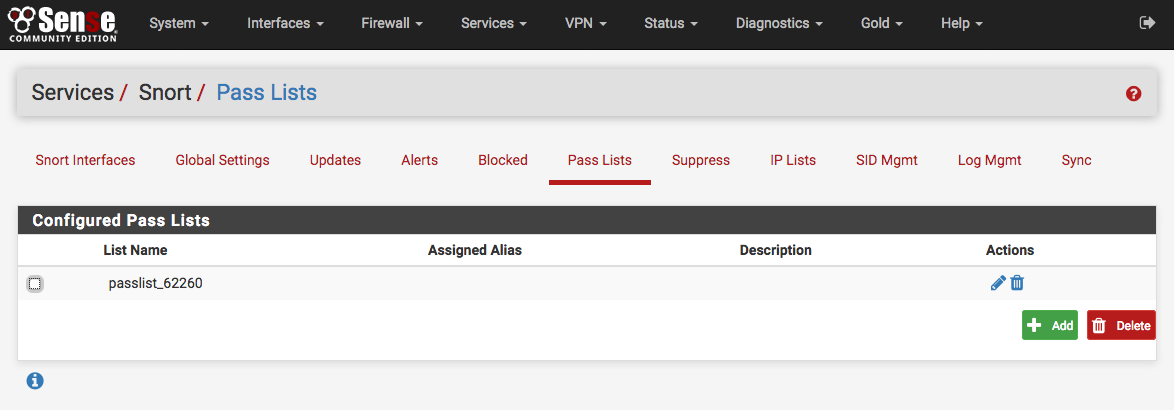 Sense System Interfaces Firewall Services VPN Status Diagnostics Gold Help
COMMUNITY EDITION
Services / Snort / Pass Lists
Snort Interfaces Global Settings Updates Alerts Blocked Pass Lists Suppress IP Lists SID Mgmt Log Mgmt Sync
Configured Pass Lists
List Name Assigned Alias Description Actions
passlist_62260
Add Delete